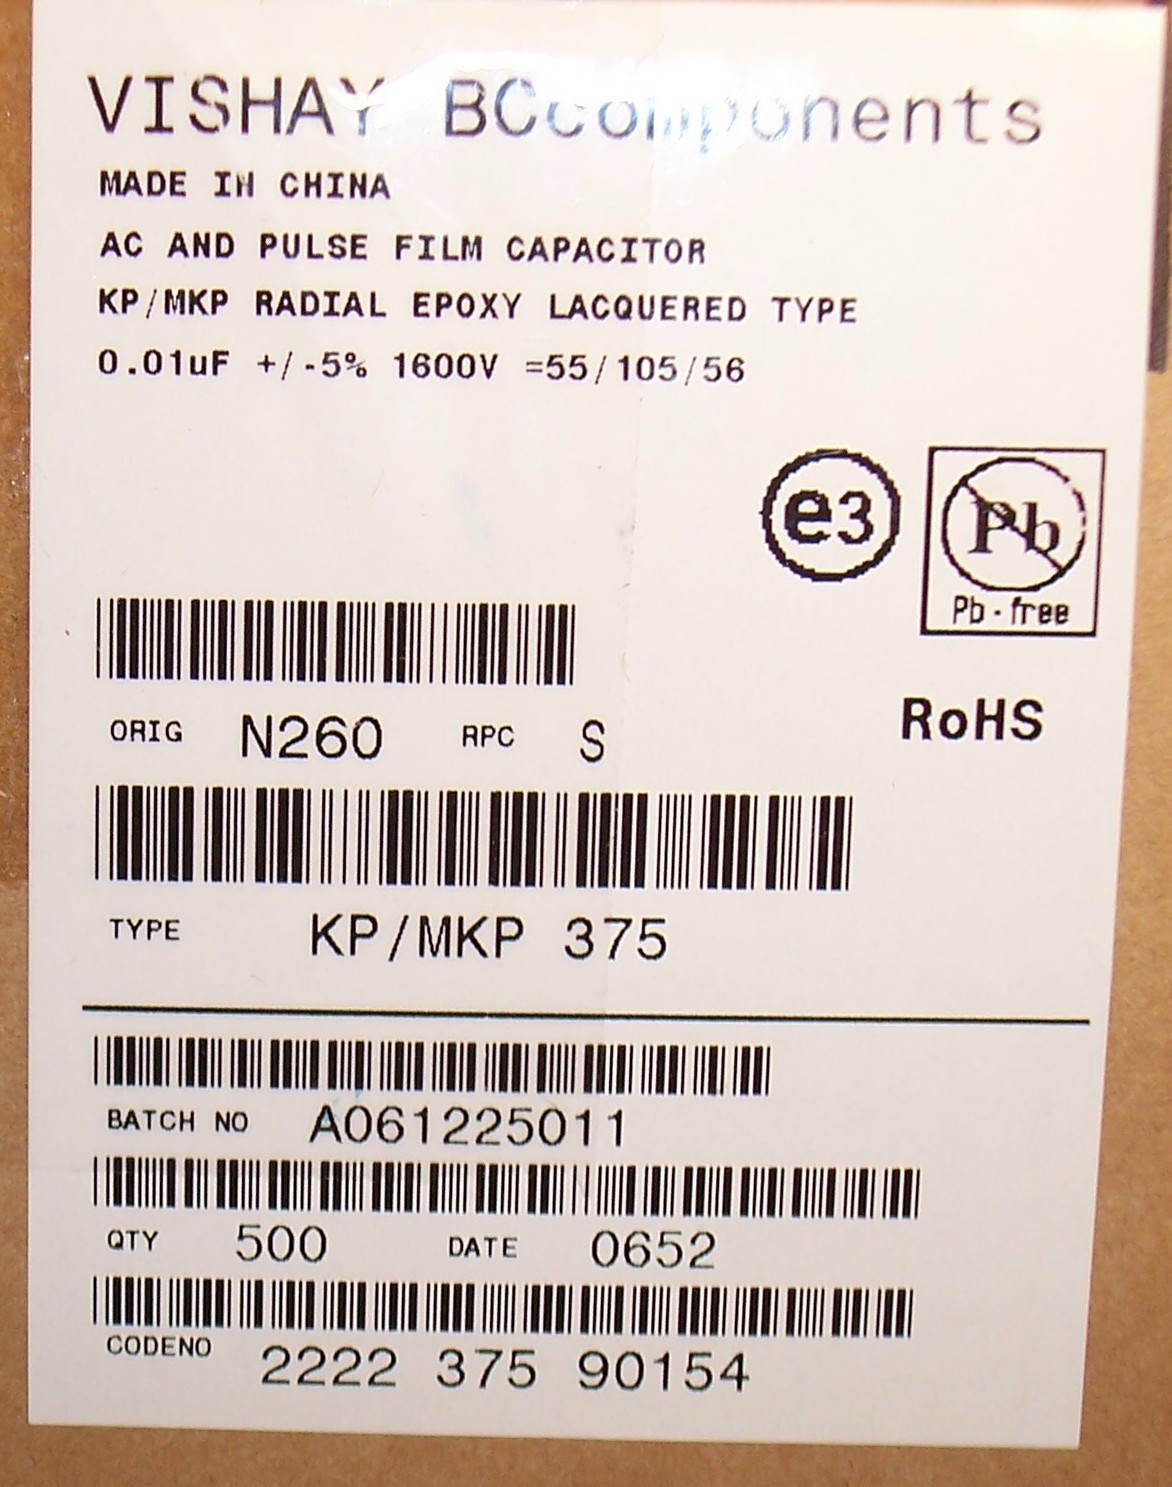 VISHAY BCcomponents
MADE IN CHINA
AC AND PULSE FILM CAPACITOR
KP/MKP RADIAL EPOXY LACQUERED TYPE
0.01uF +/-5% 1600V =55/105/56
e3
Pb
Pb-free
RoHS
ORIG N260 RPC S
TYPE KP/MKP 375
BATCH NO A061225011
QTY 500 DATE 0652
CODENO 2222 375 90154